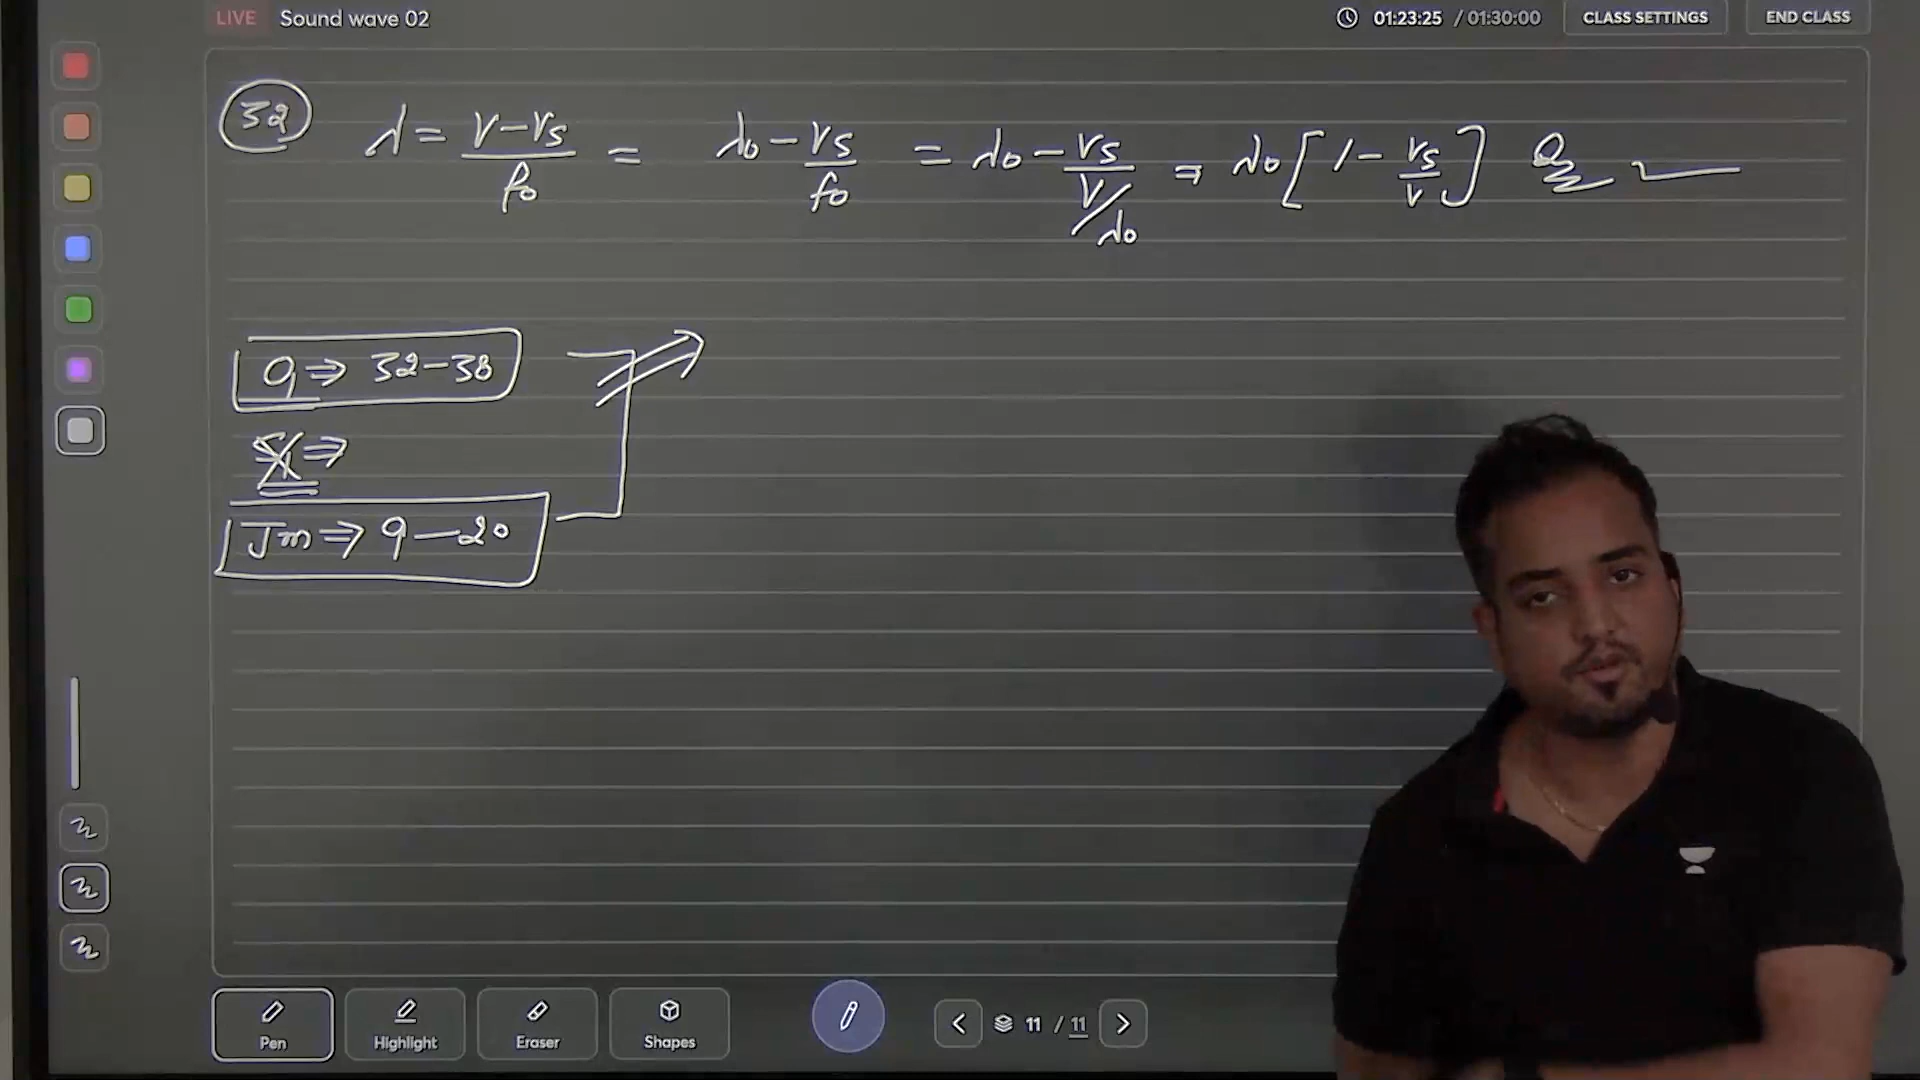 LIVE Sound wave 02 01:23:25 / 01:30:00 CLASS SETTINGS END CLASS
32 λ = V-Vs/f₀ = λ₀ - Vs/f₀ = λ₀ - Vs/V/λ₀ = λ₀[1 - Vs/V]
O ⇒ 32-38
⇒
Jm ⇒ 9-20
Pen Highlight Eraser Shapes 11 / 11